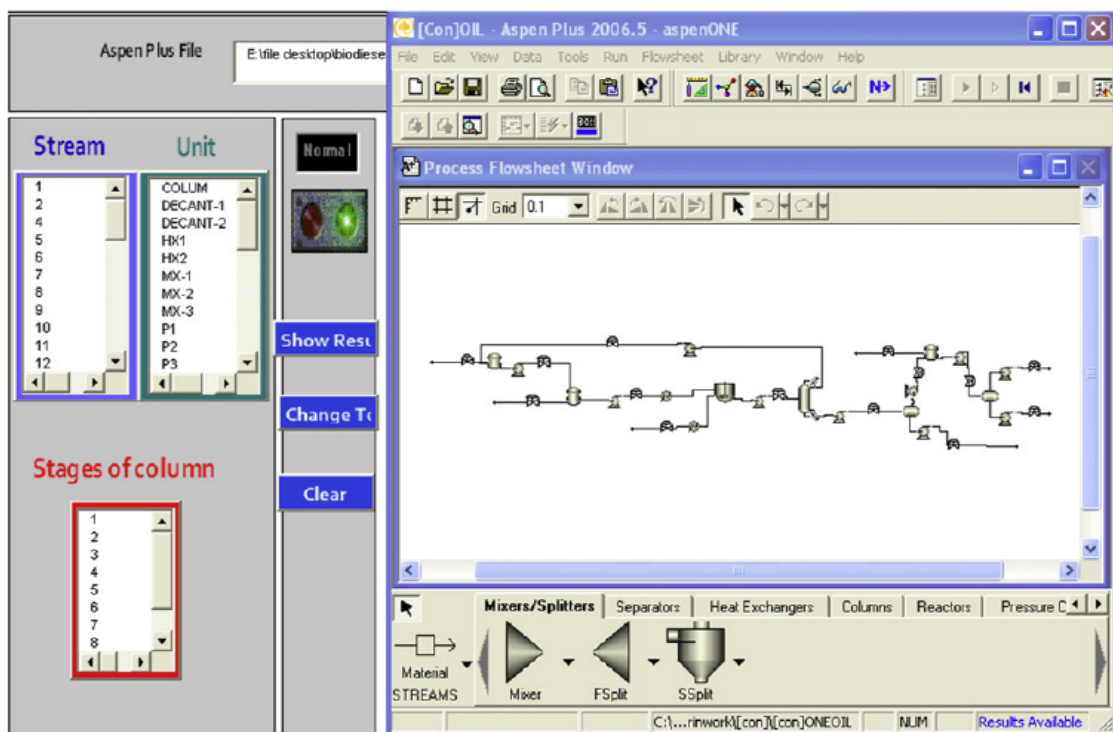 Aspen Plus File
E:\file desktop\biodiese
Stream
Unit
1
2
4
5
6
7
8
9
10
11
12
COLUM
DECANT-1
DECANT-2
HX1
HX2
MX-1
MX-2
MX-3
P1
P2
P3
Normal
Show Resu
Change To
Clear
Stages of column
1
2
3
4
5
6
7
8
[Con]OIL - Aspen Plus 2006.5 - aspenONE
File Edit View Data Tools Run Flowsheet Library Window Help
N>
Process Flowsheet Window
Grid 0.1
Mixers/Splitters Separators Heat Exchangers Columns Reactors Pressure C
Material
STREAMS
Mixer
FSplit
SSplit
C:\...rinwork\[con]\[con]ONEOIL NUM Results Available